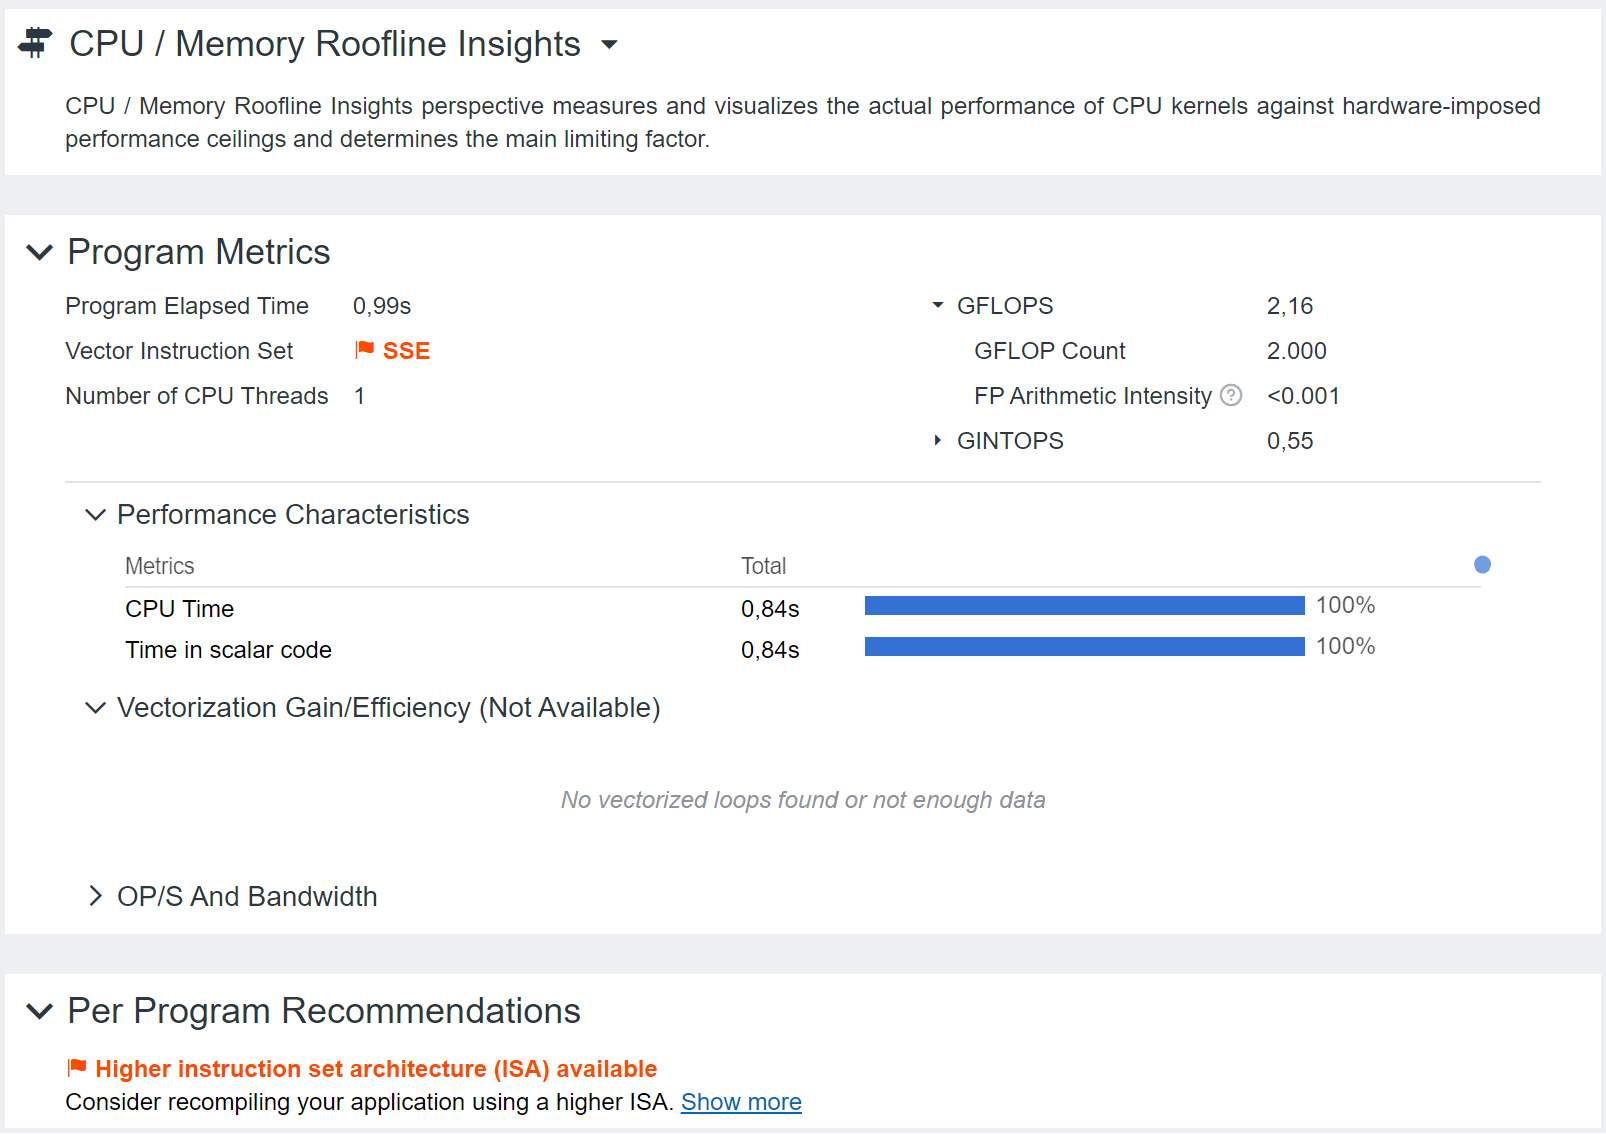 CPU / Memory Roofline Insights
CPU / Memory Roofline Insights perspective measures and visualizes the actual performance of CPU kernels against hardware-imposed
performance ceilings and determines the main limiting factor.
Program Metrics
Program Elapsed Time 0,99s
Vector Instruction Set SSE
Number of CPU Threads 1
GFLOPS 2,16
GFLOP Count 2.000
FP Arithmetic Intensity ? <0.001
GINTOPS 0,55
Performance Characteristics
Metrics Total
CPU Time 0,84s 100%
Time in scalar code 0,84s 100%
Vectorization Gain/Efficiency (Not Available)
No vectorized loops found or not enough data
OP/S And Bandwidth
Per Program Recommendations
Higher instruction set architecture (ISA) available
Consider recompiling your application using a higher ISA. Show more